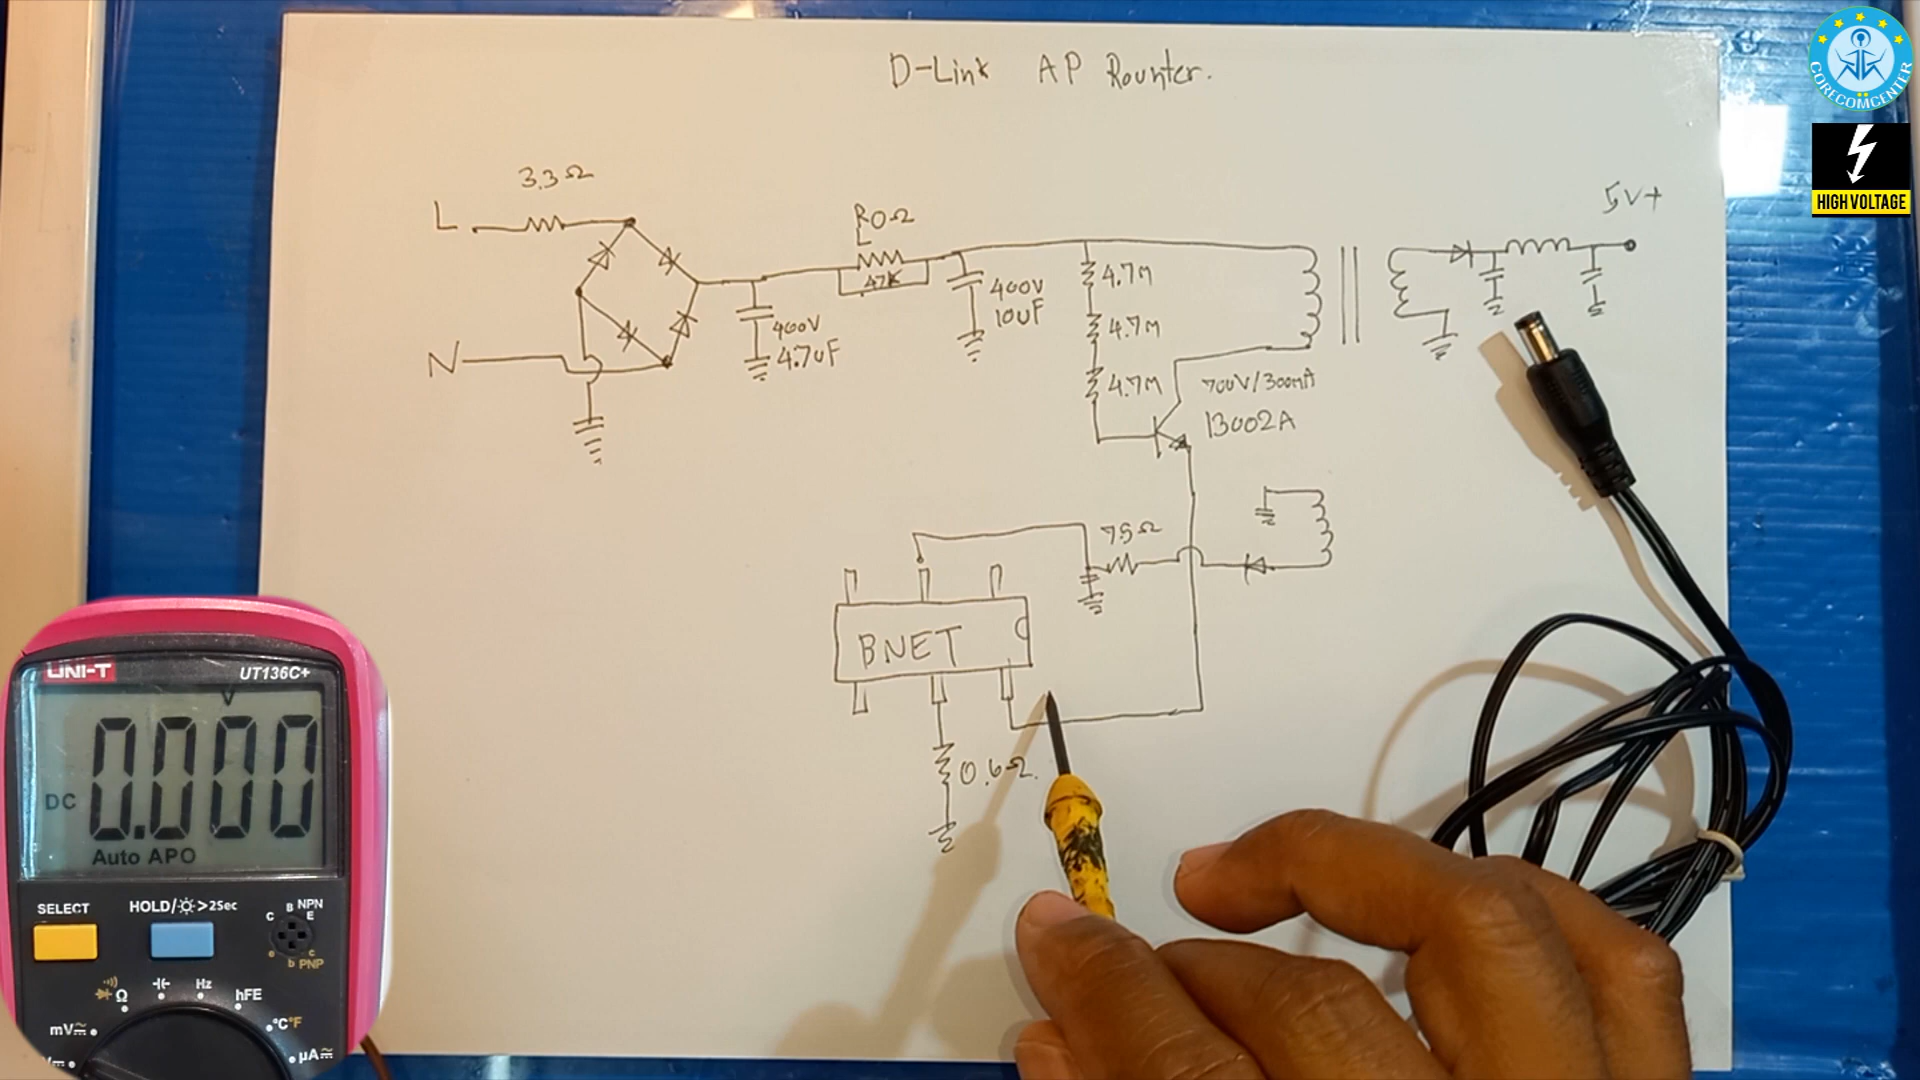 D-Link AP Rounter.
CORECOMCENTER
HIGH VOLTAGE
3.3Ω
L
R0Ω
L
47K
5V+
400V
4.7uF
400V
10uF
4.7M
4.7M
4.7M
N
700V/300mA
13002A
75Ω
BNET
0.6Ω.
UNI-T
UT136C+
V
DC
0.000
Auto APO
SELECT
HOLD/☼>2Sec
C B NPN E
e b c PNP
Ω
Hz
hFE
mV
°C°F
µA